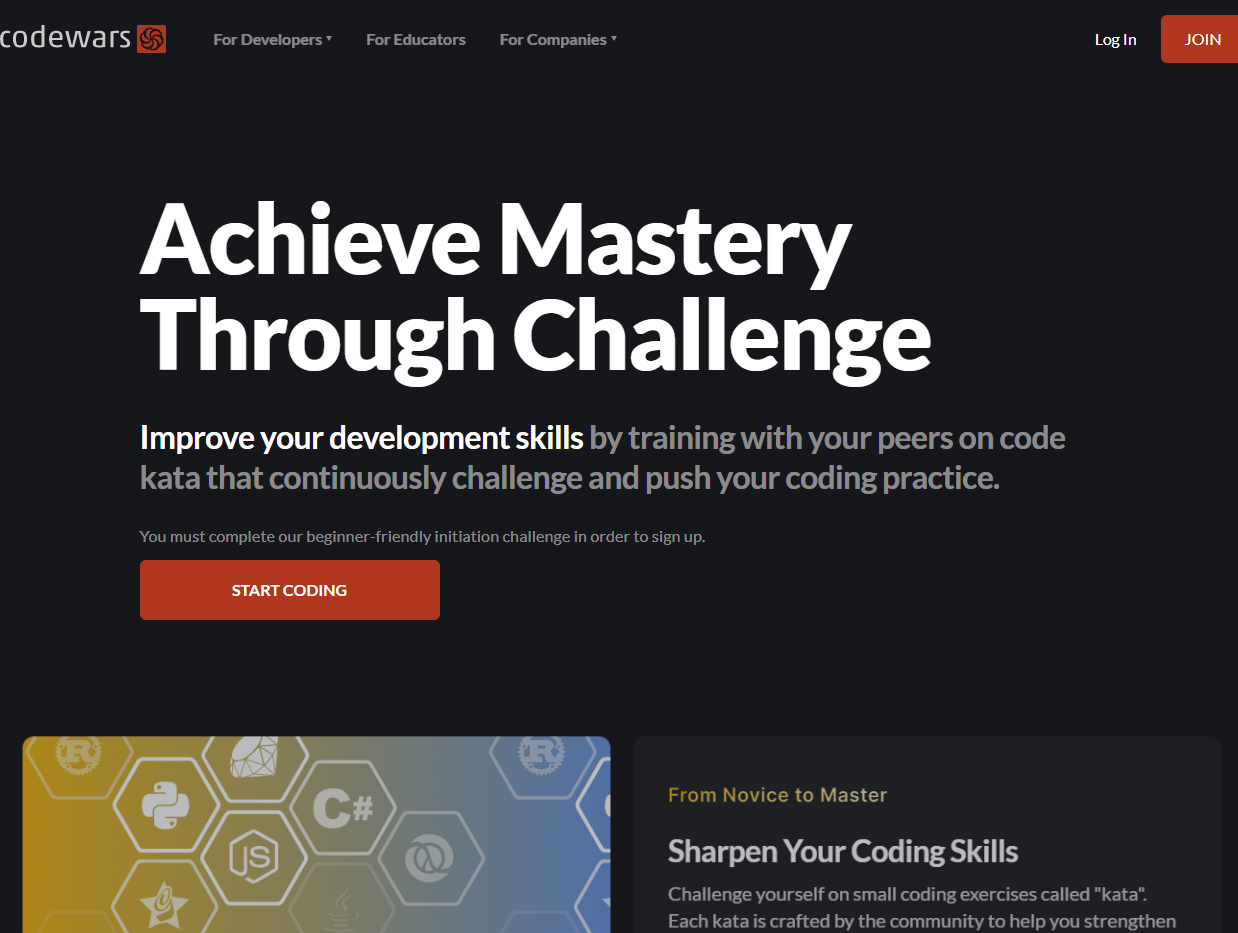 codewars
For Developers
For Educators
For Companies
Log In
JOIN
Achieve Mastery
Through Challenge
Improve your development skills by training with your peers on code
kata that continuously challenge and push your coding practice.
You must complete our beginner-friendly initiation challenge in order to sign up.
START CODING
R
R
C#
JS
From Novice to Master
Sharpen Your Coding Skills
Challenge yourself on small coding exercises called "kata".
Each kata is crafted by the community to help you strengthen